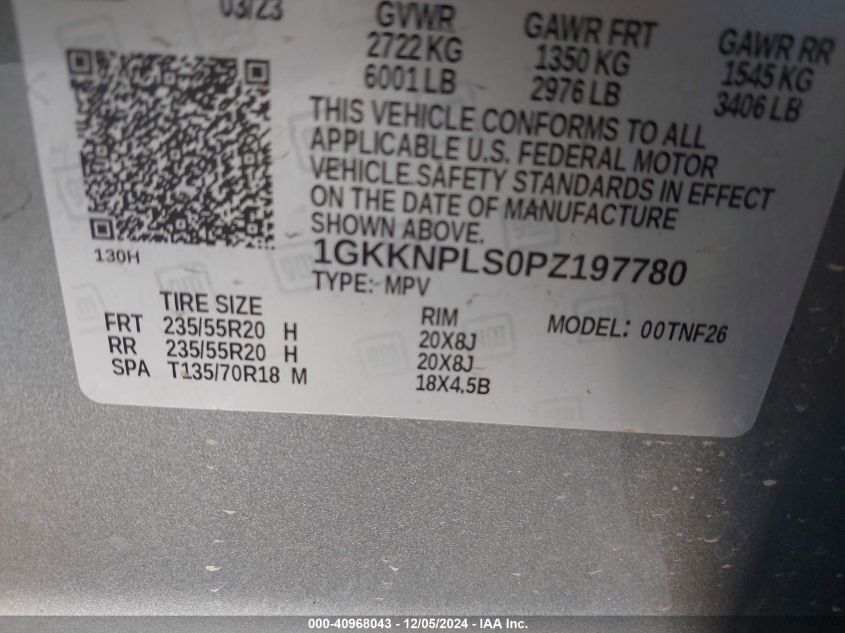 03/23 GVWR GAWR FRT GAWR RR
2722 KG 1350 KG 1545 KG
6001 LB 2976 LB 3406 LB
THIS VEHICLE CONFORMS TO ALL
APPLICABLE U.S. FEDERAL MOTOR
VEHICLE SAFETY STANDARDS IN EFFECT
ON THE DATE OF MANUFACTURE
SHOWN ABOVE.
130H 1GKKNPLS0PZ197780
TYPE: MPV
TIRE SIZE RIM MODEL: 00TNF26
FRT 235/55R20 H 20X8J
RR 235/55R20 H 20X8J
SPA T135/70R18 M 18X4.5B
000-40968043 - 12/05/2024 - IAA Inc.